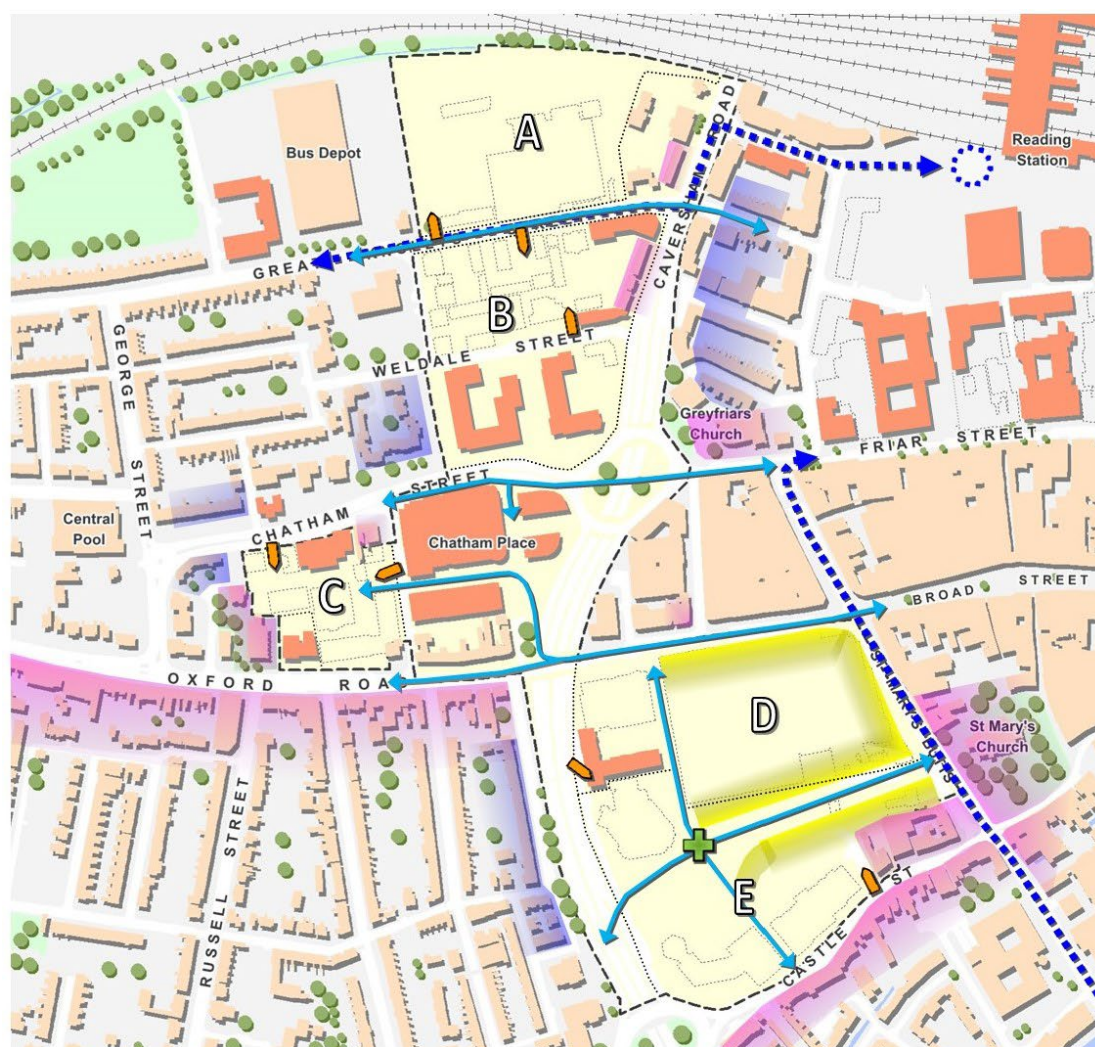 A
CAVERSHAM ROAD
Reading
Station
Bus Depot
GREA
B
WELDALE STREET
GEORGE STREET
Greyfriars
Church
FRIAR STREET
CHATHAM STREET
Central
Pool
Chatham Place
C
BROAD STREET
OXFORD ROA
ST MARY'S BUTTS
D
St Mary's
Church
RUSSELL STREET
E
CASTLE ST